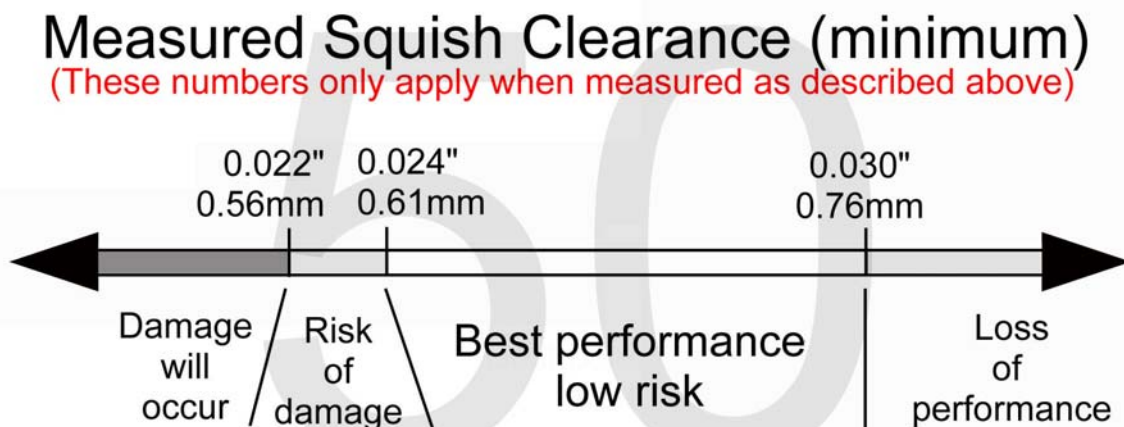 50
Measured Squish Clearance (minimum)
(These numbers only apply when measured as described above)
0.022" 0.024" 0.030"
0.56mm 0.61mm 0.76mm
Damage
will
occur
Risk
of
damage
Best performance
low risk
Loss
of
performance